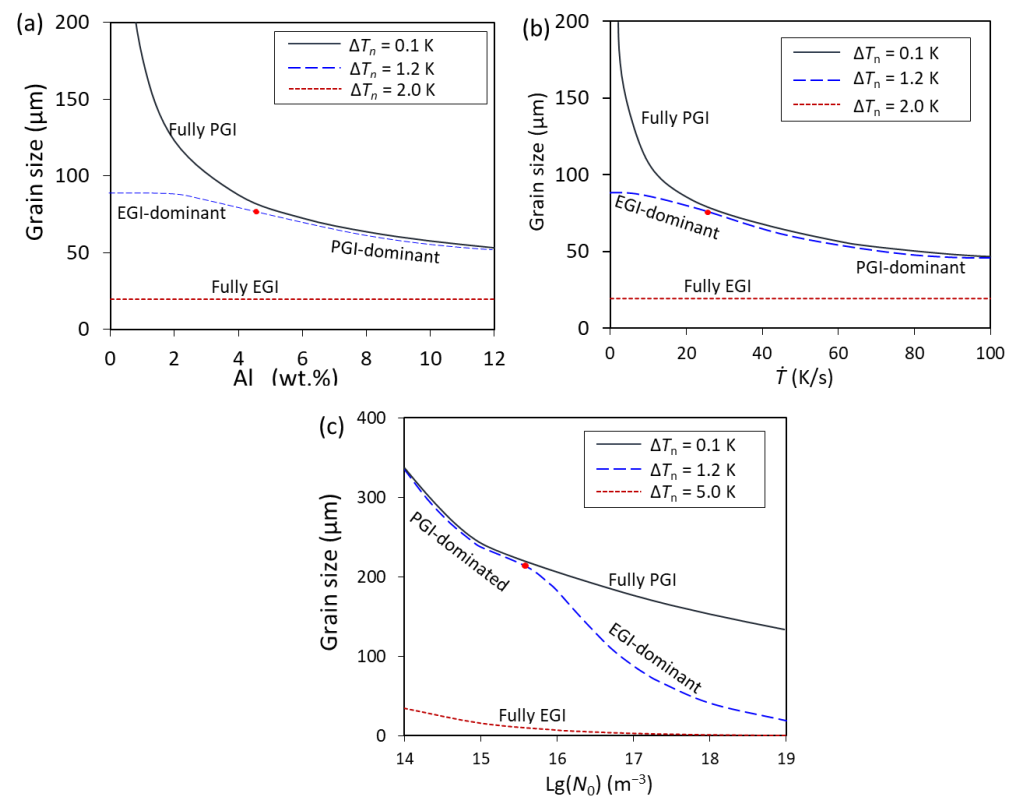 (a)
Grain size (μm)
200
150
100
50
0
0 2 4 6 8 10 12
Al (wt.%)
ΔTₙ = 0.1 K
ΔTₙ = 1.2 K
ΔTₙ = 2.0 K
Fully PGI
EGI-dominant
PGI-dominant
Fully EGI
(b)
Grain size (μm)
200
150
100
50
0
0 20 40 60 80 100
Ṫ (K/s)
ΔTₙ = 0.1 K
ΔTₙ = 1.2 K
ΔTₙ = 2.0 K
Fully PGI
EGI-dominant
PGI-dominant
Fully EGI
(c)
Grain size (μm)
400
300
200
100
0
14 15 16 17 18 19
Lg(N₀) (m⁻³)
ΔTₙ = 0.1 K
ΔTₙ = 1.2 K
ΔTₙ = 5.0 K
PGI-dominated
Fully PGI
EGI-dominant
Fully EGI